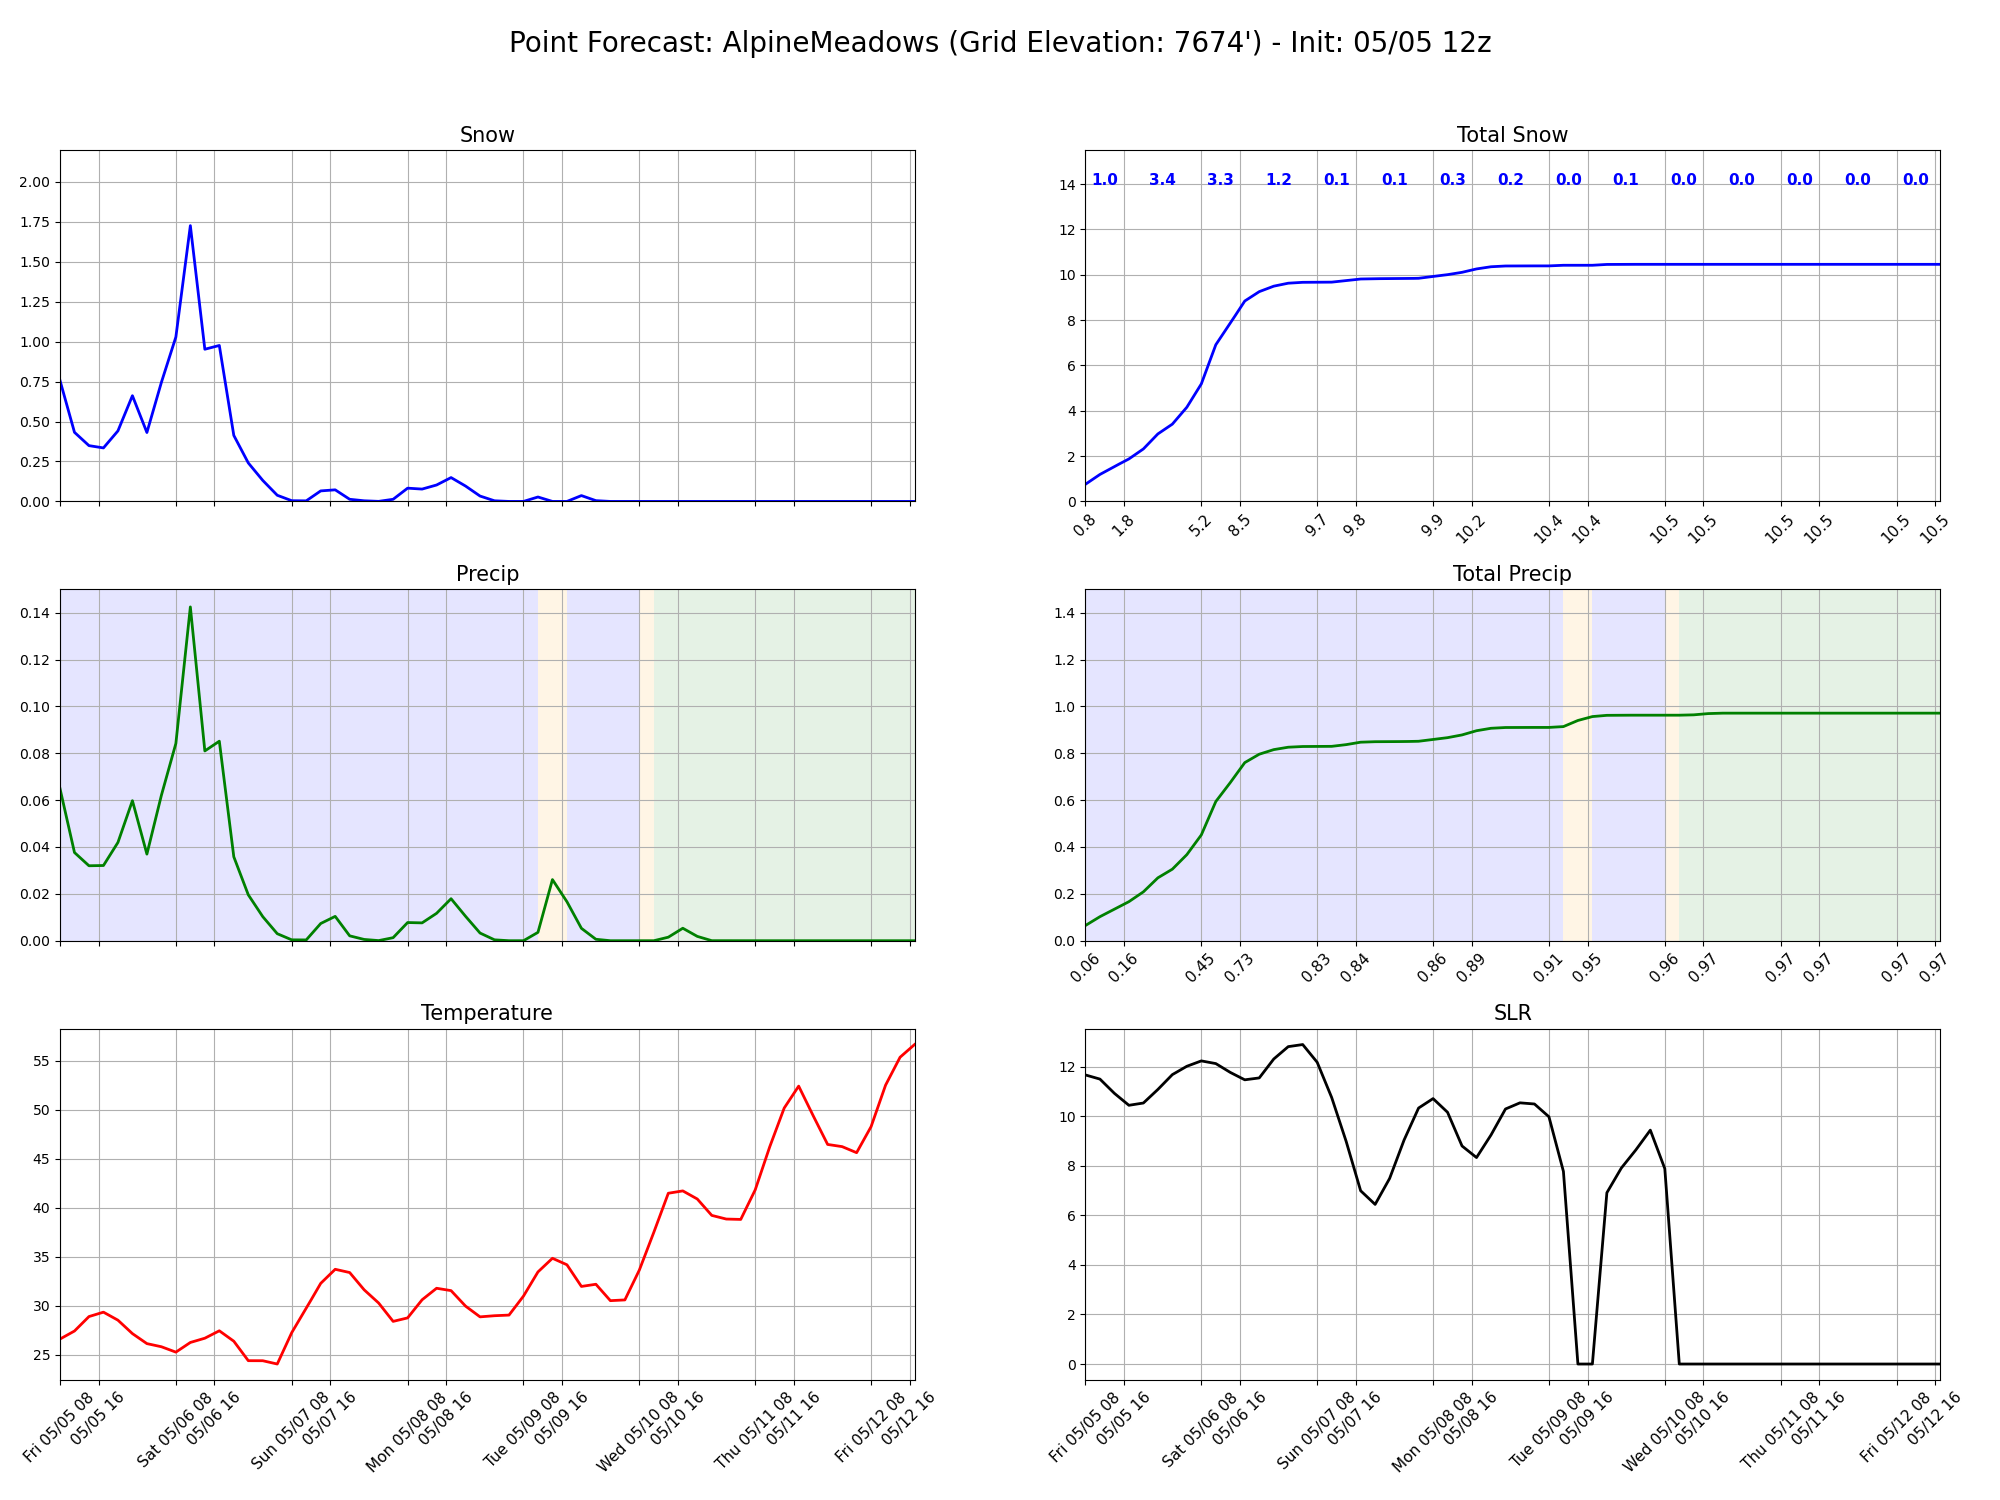 Point Forecast: AlpineMeadows (Grid Elevation: 7674') - Init: 05/05 12z
Snow
2.00
1.75
1.50
1.25
1.00
0.75
0.50
0.25
0.00
Total Snow
1.0 3.4 3.3 1.2 0.1 0.1 0.3 0.2 0.0 0.1 0.0 0.0 0.0 0.0 0.0
14
12
10
8
6
4
2
0
0.8 1.8 5.2 8.5 9.7 9.8 9.9 10.2 10.4 10.4 10.5 10.5 10.5 10.5 10.5 10.5
Precip
0.14
0.12
0.10
0.08
0.06
0.04
0.02
0.00
Total Precip
1.4
1.2
1.0
0.8
0.6
0.4
0.2
0.0
0.06 0.16 0.45 0.73 0.83 0.84 0.86 0.89 0.91 0.95 0.96 0.97 0.97 0.97 0.97 0.97
Temperature
55
50
45
40
35
30
25
Fri 05/05 08
05/05 16
Sat 05/06 08
05/06 16
Sun 05/07 08
05/07 16
Mon 05/08 08
05/08 16
Tue 05/09 08
05/09 16
Wed 05/10 08
05/10 16
Thu 05/11 08
05/11 16
Fri 05/12 08
05/12 16
SLR
12
10
8
6
4
2
0
Fri 05/05 08
05/05 16
Sat 05/06 08
05/06 16
Sun 05/07 08
05/07 16
Mon 05/08 08
05/08 16
Tue 05/09 08
05/09 16
Wed 05/10 08
05/10 16
Thu 05/11 08
05/11 16
Fri 05/12 08
05/12 16